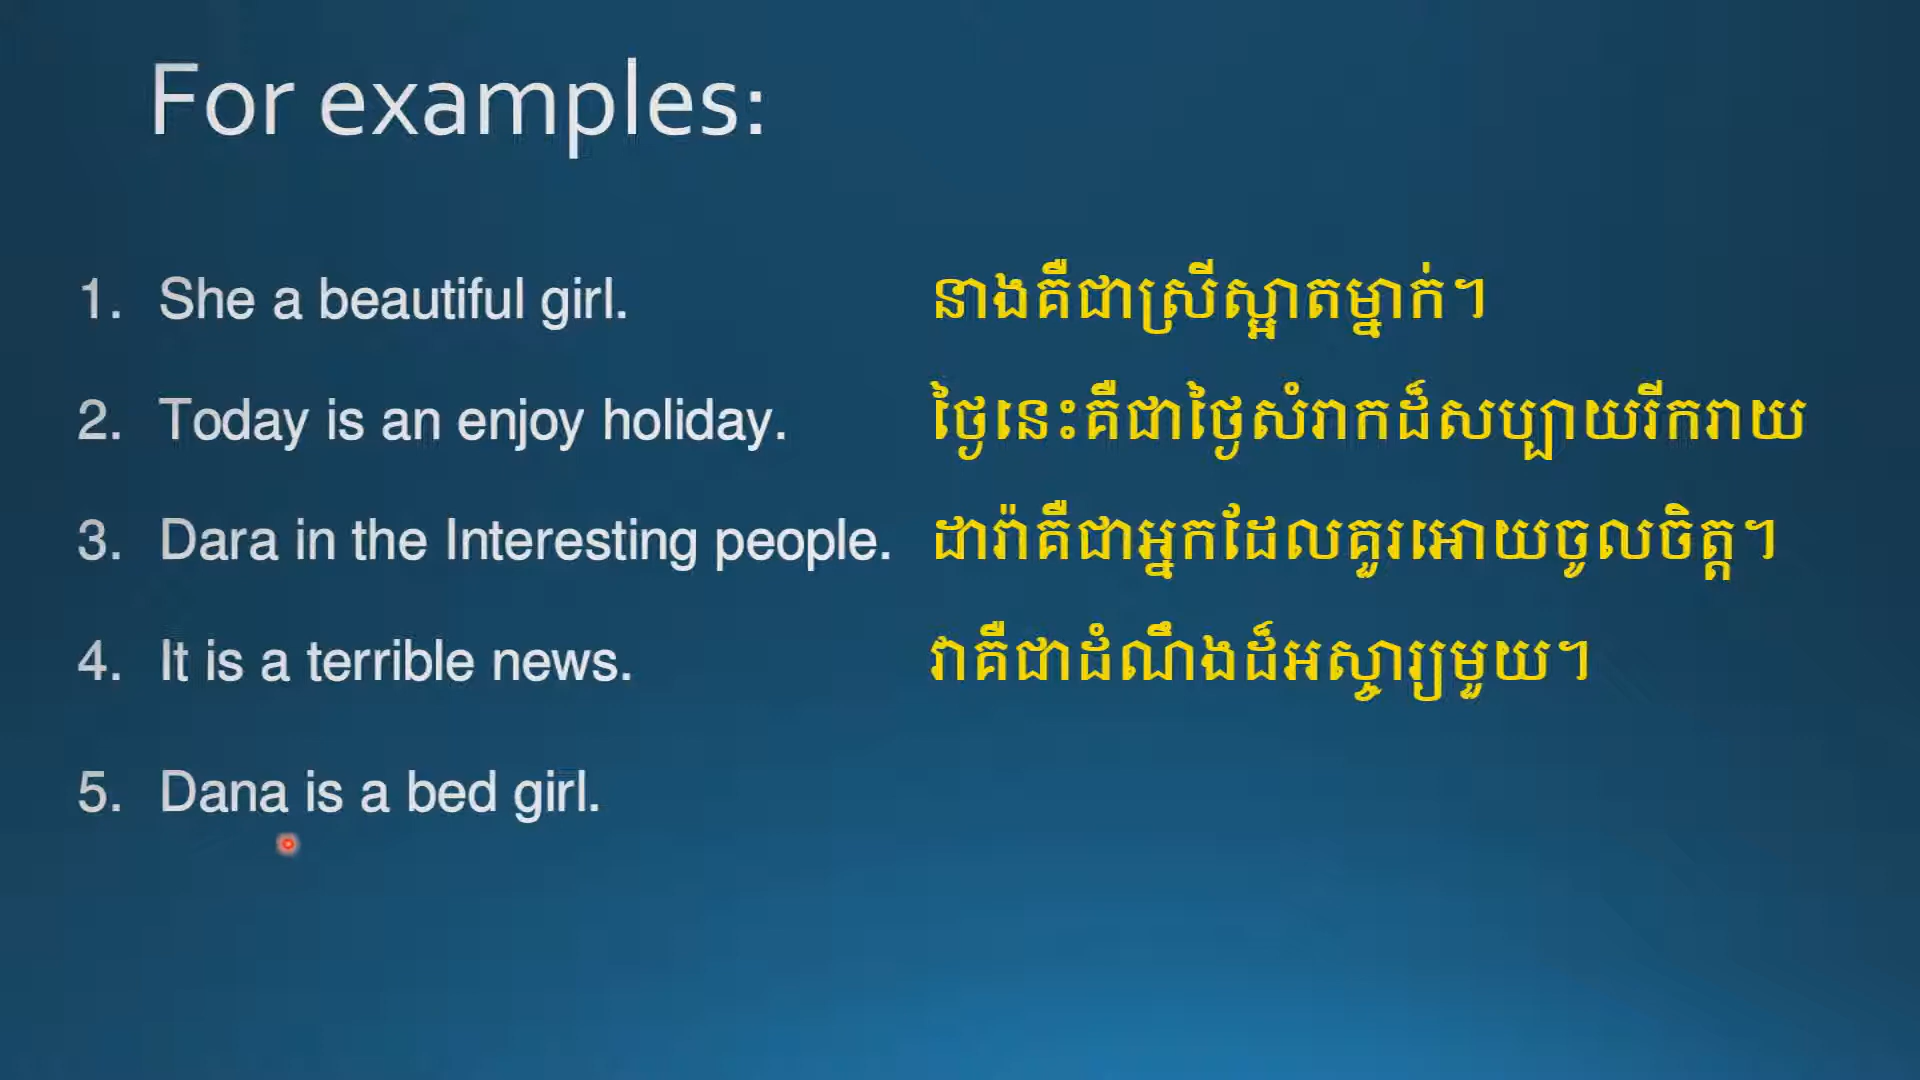 For examples:
1. She a beautiful girl. នាងគឺជាស្រីស្អាតម្នាក់។
2. Today is an enjoy holiday. ថ្ងៃនេះគឺជាថ្ងៃសំរាកដ៏សប្បាយរីករាយ
3. Dara in the Interesting people. ដារ៉ាគឺជាអ្នកដែលគួរអោយចូលចិត្ត។
4. It is a terrible news. វាគឺជាដំណឹងដ៏អស្ចារ្យមួយ។
5. Dana is a bed girl.